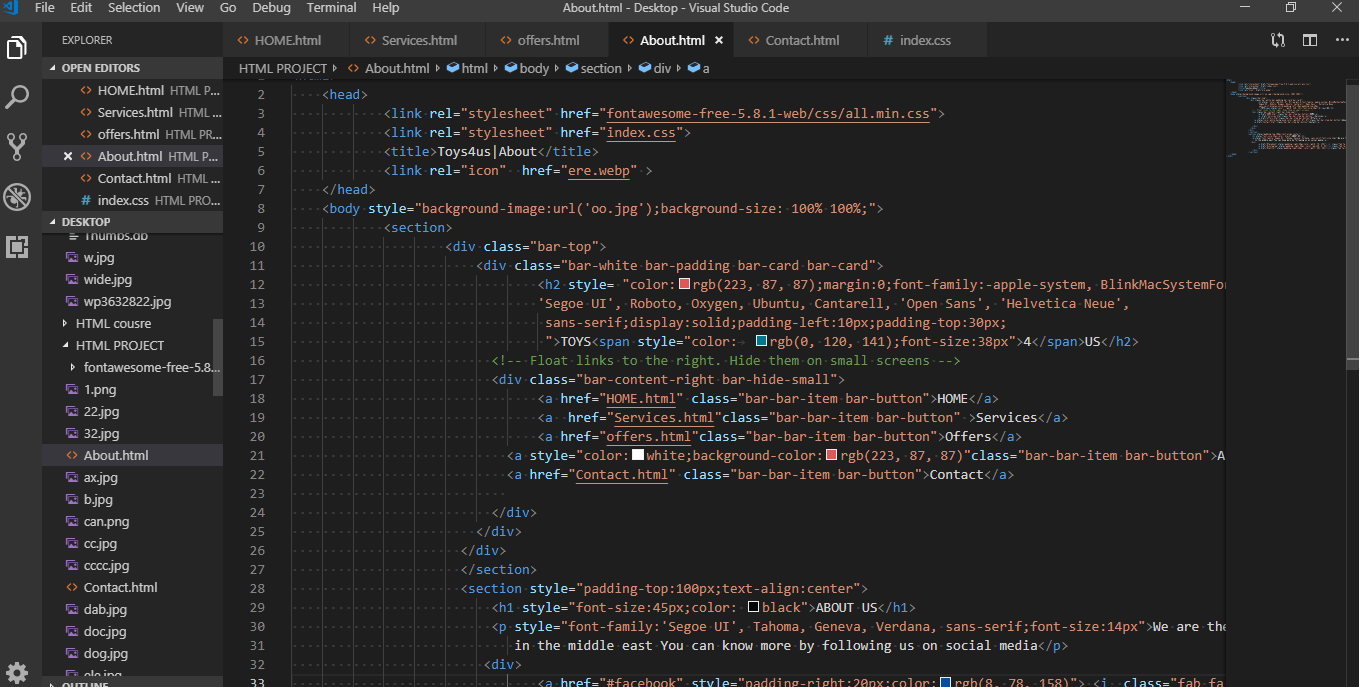 File Edit Selection View Go Debug Terminal Help About.html - Desktop - Visual Studio Code
EXPLORER
OPEN EDITORS
HOME.html HTML P...
Services.html HTML ...
offers.html HTML PR...
About.html HTML P...
Contact.html HTML ...
index.css HTML PRO...
DESKTOP
Thumbs.db
w.jpg
wide.jpg
wp3632822.jpg
HTML cousre
HTML PROJECT
fontawesome-free-5.8...
1.png
22.jpg
32.jpg
About.html
ax.jpg
b.jpg
can.png
cc.jpg
cccc.jpg
Contact.html
dab.jpg
doc.jpg
dog.jpg
OUTLINE
HOME.html Services.html offers.html About.html Contact.html index.css
HTML PROJECT About.html html body section div a
2 <head>
3 <link rel="stylesheet" href="fontawesome-free-5.8.1-web/css/all.min.css">
4 <link rel="stylesheet" href="index.css">
5 <title>Toys4us|About</title>
6 <link rel="icon" href="ere.webp" >
7 </head>
8 <body style="background-image:url('oo.jpg');background-size: 100% 100%;">
9 <section>
10 <div class="bar-top">
11 <div class="bar-white bar-padding bar-card bar-card">
12 <h2 style= "color:rgb(223, 87, 87);margin:0;font-family:-apple-system, BlinkMacSystemFon
13 'Segoe UI', Roboto, Oxygen, Ubuntu, Cantarell, 'Open Sans', 'Helvetica Neue',
14 sans-serif;display:solid;padding-left:10px;padding-top:30px;
15 ">TOYS<span style="color: rgb(0, 120, 141);font-size:38px">4</span>US</h2>
16 <!-- Float links to the right. Hide them on small screens -->
17 <div class="bar-content-right bar-hide-small">
18 <a href="HOME.html" class="bar-bar-item bar-button">HOME</a>
19 <a href="Services.html"class="bar-bar-item bar-button" >Services</a>
20 <a href="offers.html"class="bar-bar-item bar-button">Offers</a>
21 <a style="color:white;background-color:rgb(223, 87, 87)"class="bar-bar-item bar-button">A
22 <a href="Contact.html" class="bar-bar-item bar-button">Contact</a>
23
24 </div>
25 </div>
26 </div>
27 </section>
28 <section style="padding-top:100px;text-align:center">
29 <h1 style="font-size:45px;color: black">ABOUT US</h1>
30 <p style="font-family:'Segoe UI', Tahoma, Geneva, Verdana, sans-serif;font-size:14px">We are the
31 in the middle east You can know more by following us on social media</p>
32 <div>
33 <a href="#facebook" style="padding-right:20px;color:rgb(8, 78, 158)"> <i class="fab fa